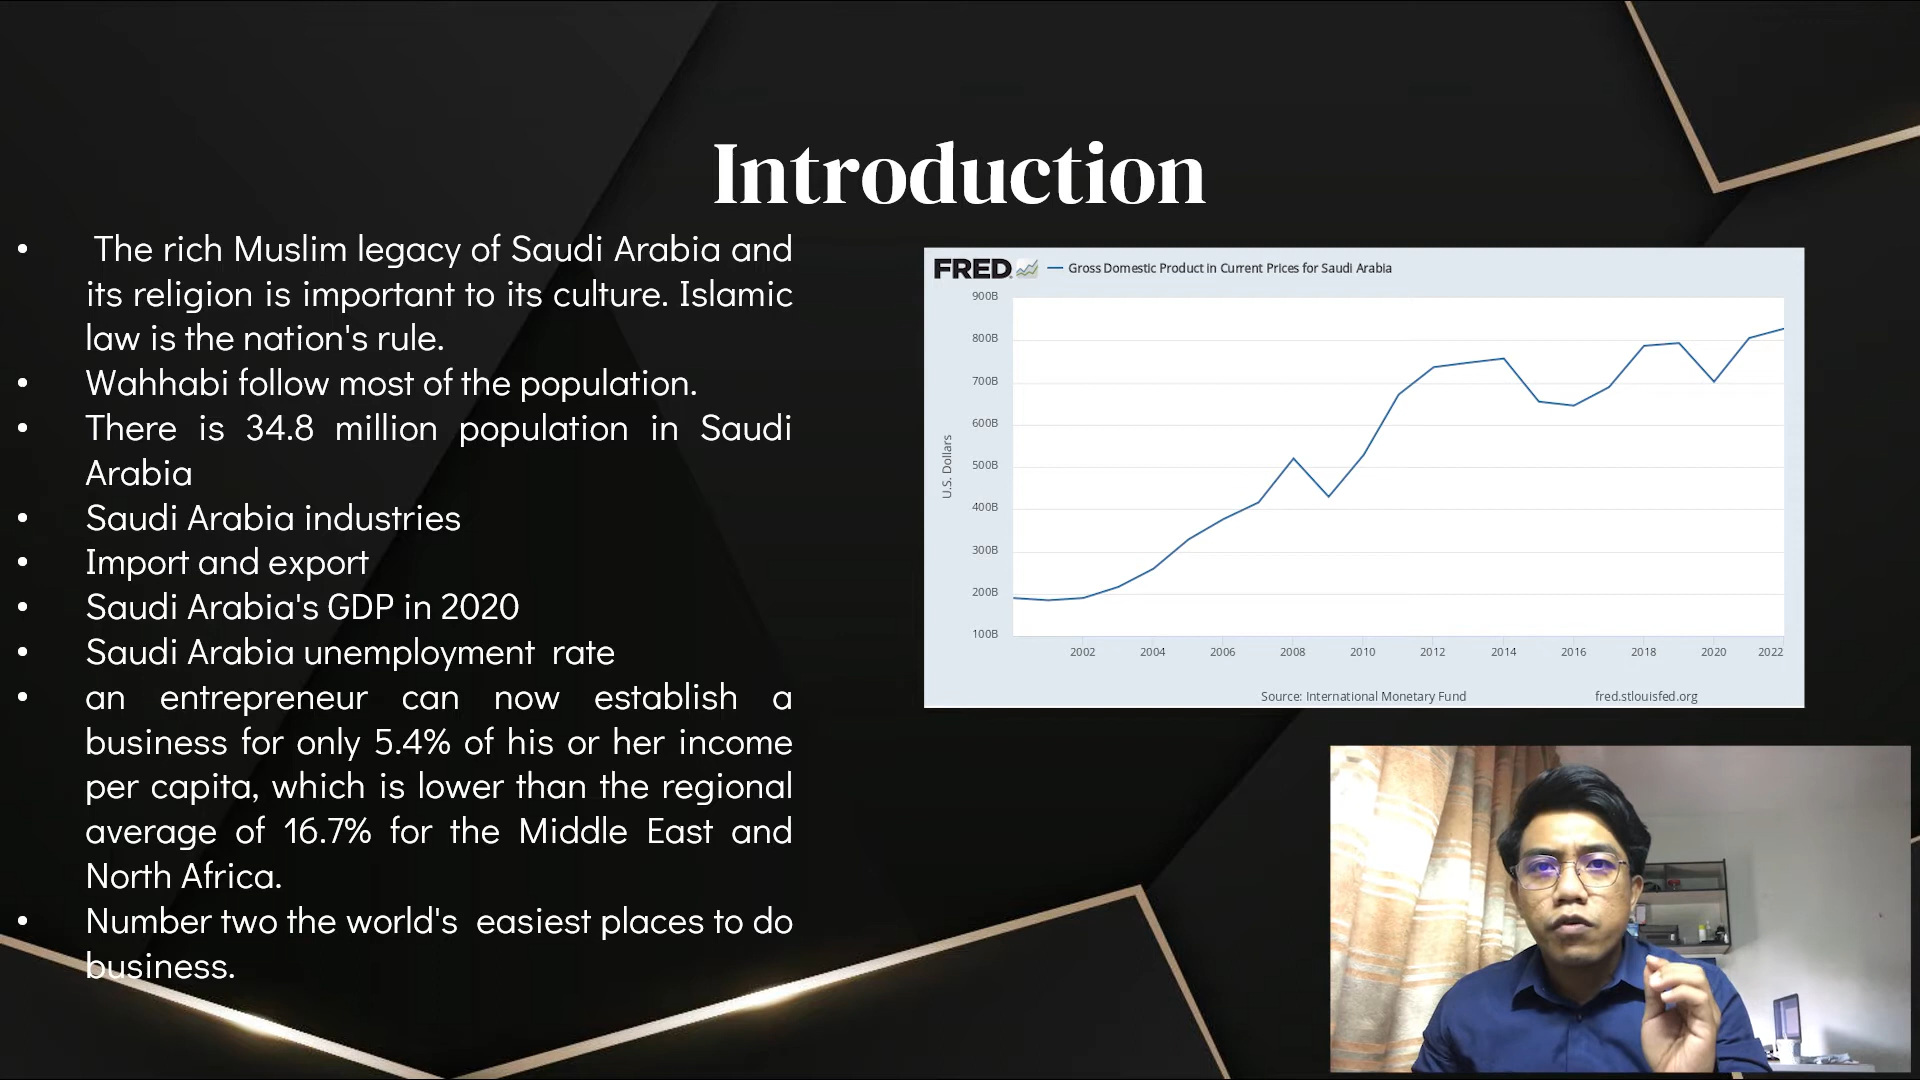 Introduction
• The rich Muslim legacy of Saudi Arabia and
its religion is important to its culture. Islamic
law is the nation's rule.
• Wahhabi follow most of the population.
• There is 34.8 million population in Saudi
Arabia
• Saudi Arabia industries
• Import and export
• Saudi Arabia's GDP in 2020
• Saudi Arabia unemployment rate
• an entrepreneur can now establish a
business for only 5.4% of his or her income
per capita, which is lower than the regional
average of 16.7% for the Middle East and
North Africa.
• Number two the world's easiest places to do
business.
FRED — Gross Domestic Product in Current Prices for Saudi Arabia
900B
800B
700B
600B
500B
400B
300B
200B
100B
U.S. Dollars
2002 2004 2006 2008 2010 2012 2014 2016 2018 2020 2022
Source: International Monetary Fund fred.stlouisfed.org